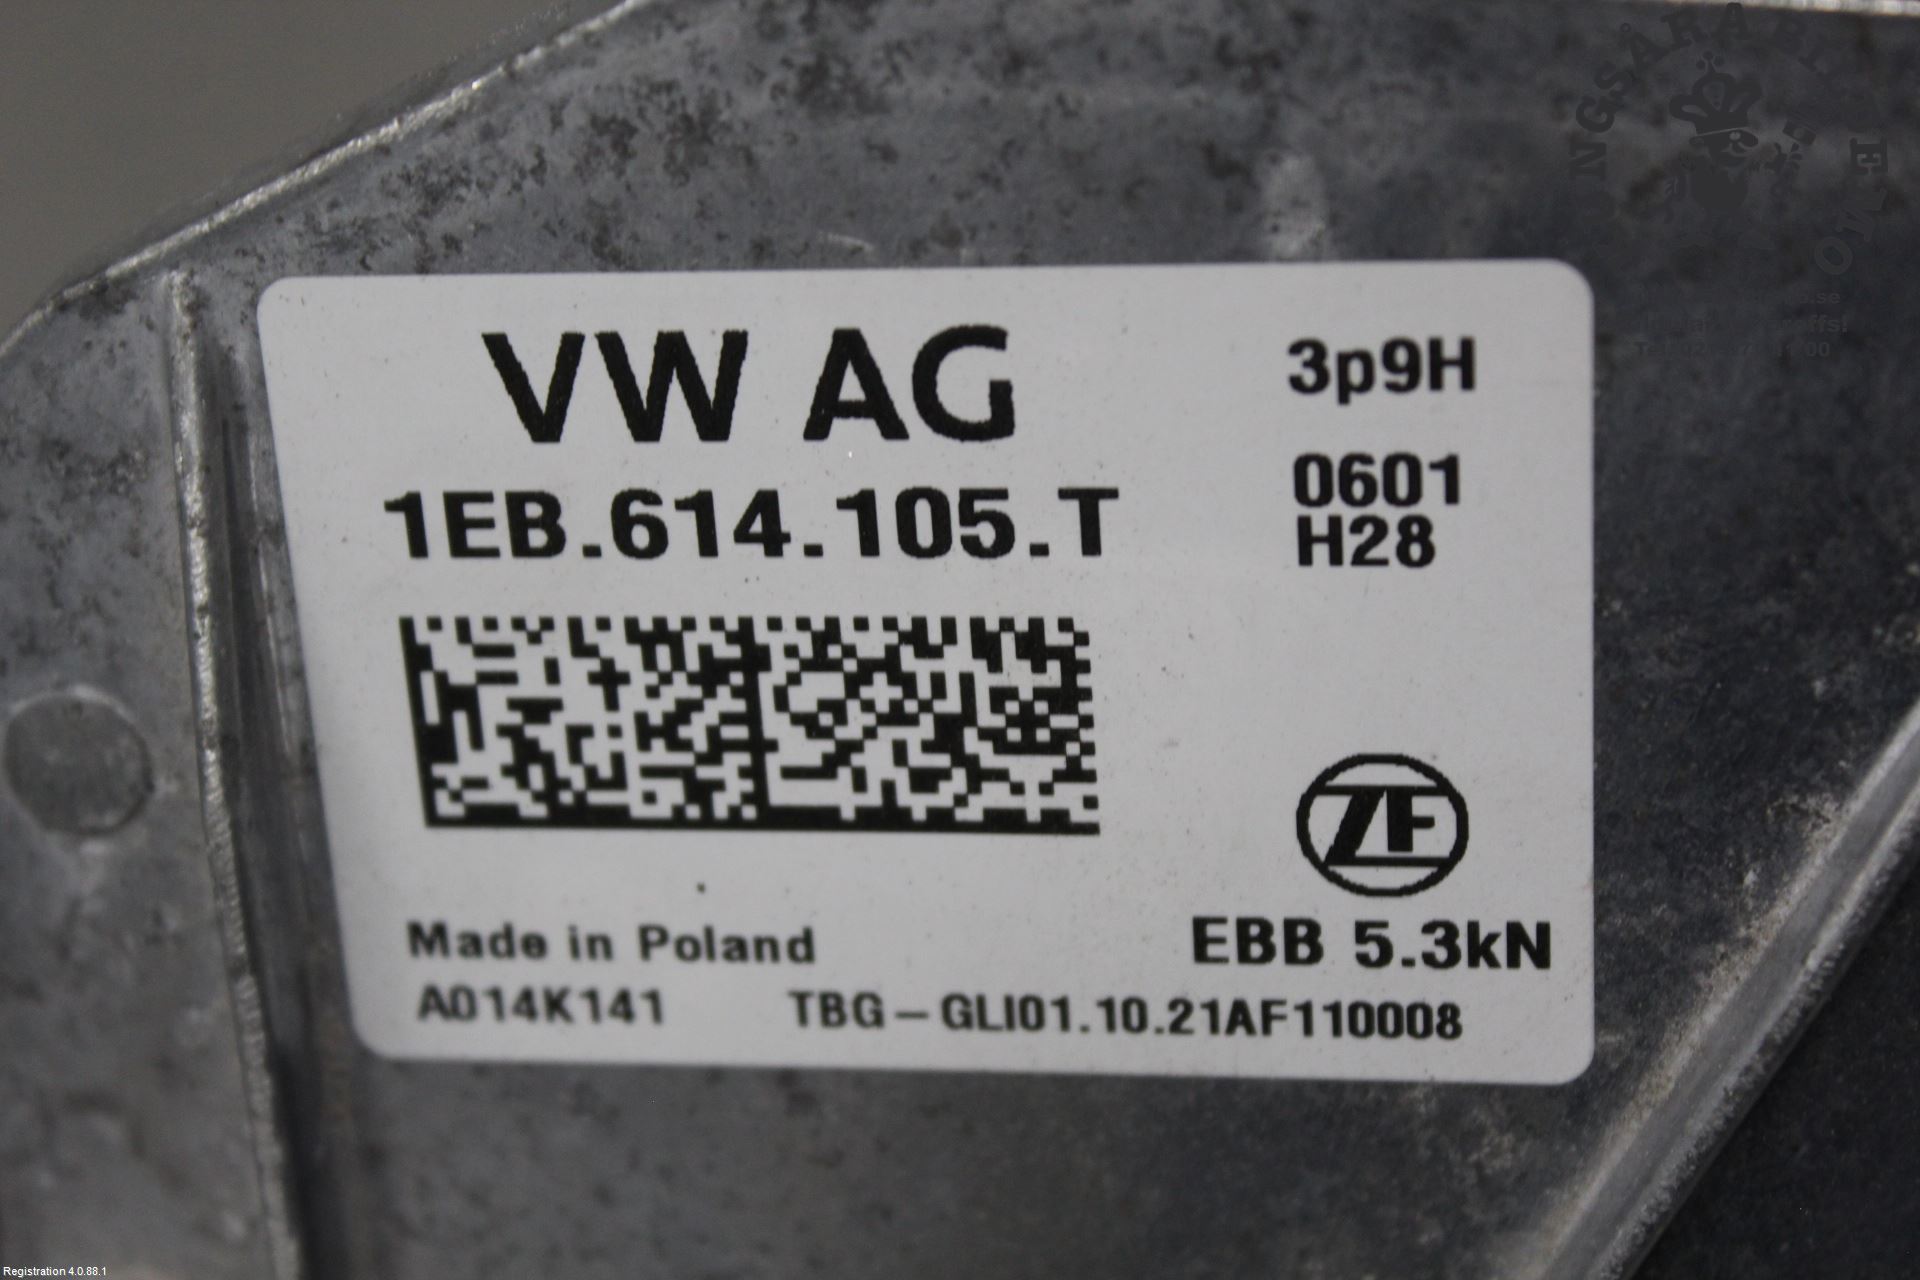 VW AG
3p9H
1EB.614.105.T
0601
H28
ZF
Made in Poland
EBB 5.3kN
A014K141
TBG-GLI01.10.21AF110008
Registration 4.0.88.1